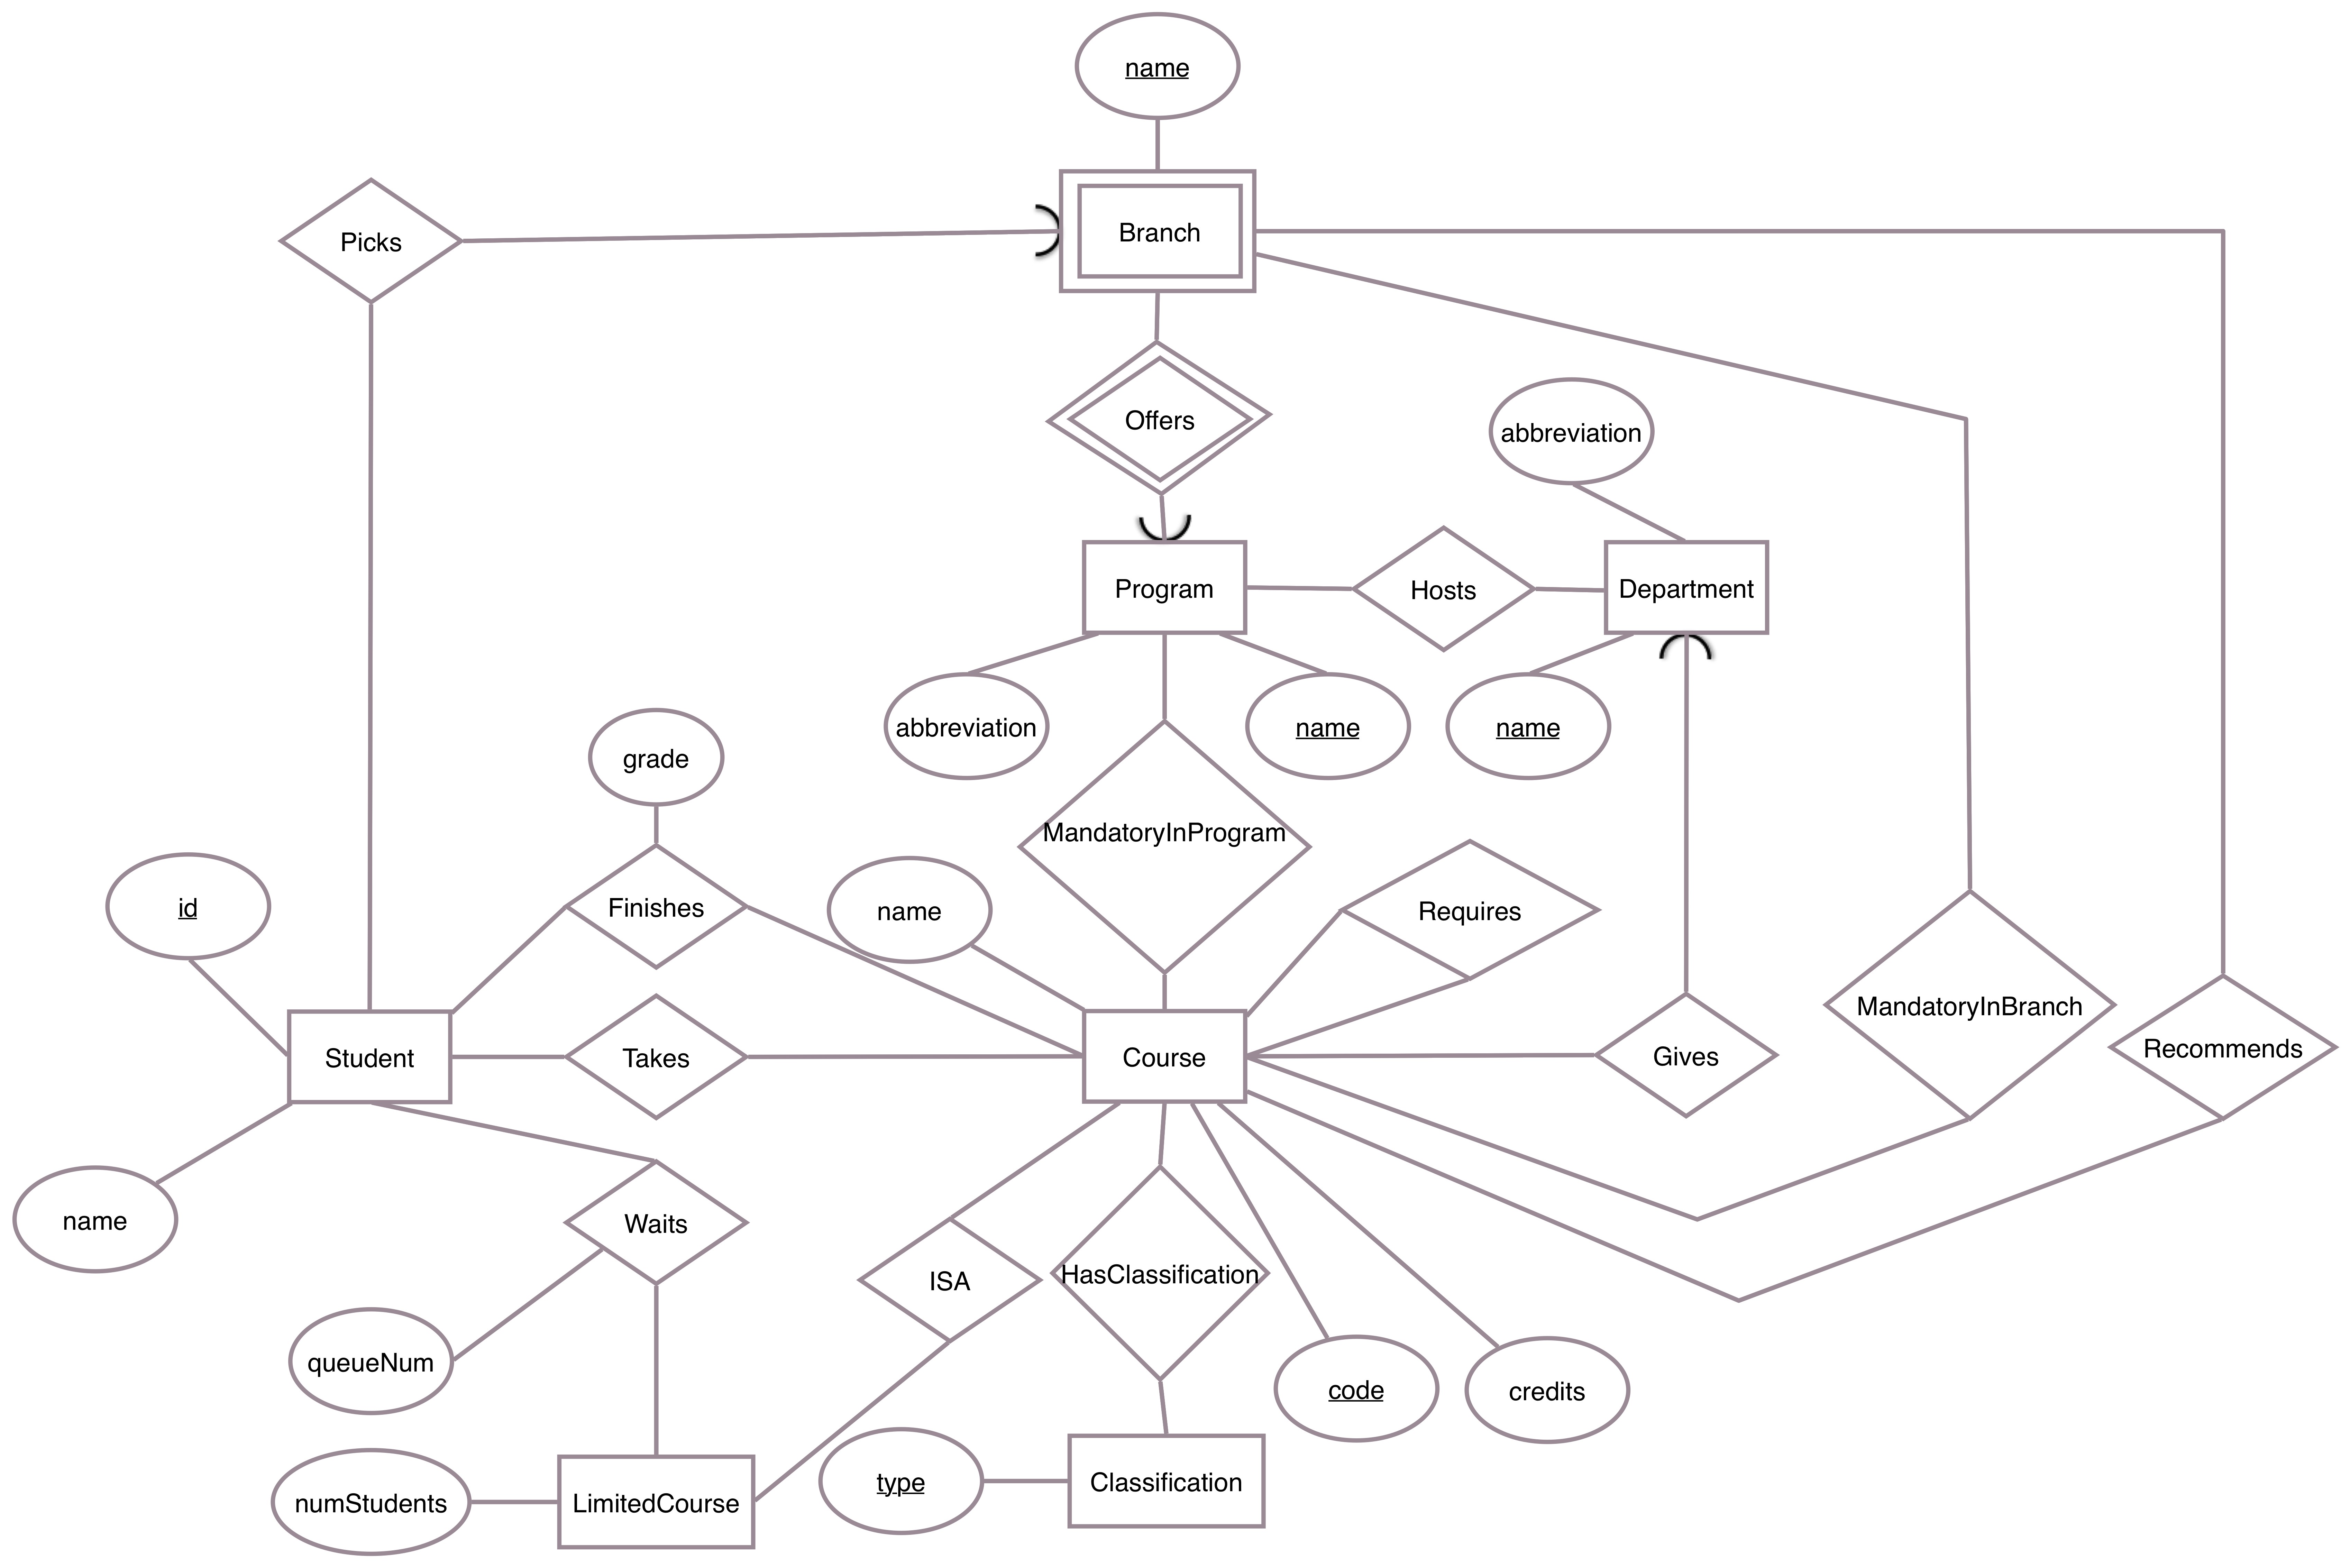 name
Picks
Branch
Offers
abbreviation
Program
Hosts
Department
abbreviation
name
name
grade
MandatoryInProgram
id
Finishes
name
Requires
MandatoryInBranch
Recommends
Student
Takes
Course
Gives
name
Waits
ISA
HasClassification
queueNum
code
credits
numStudents
LimitedCourse
type
Classification